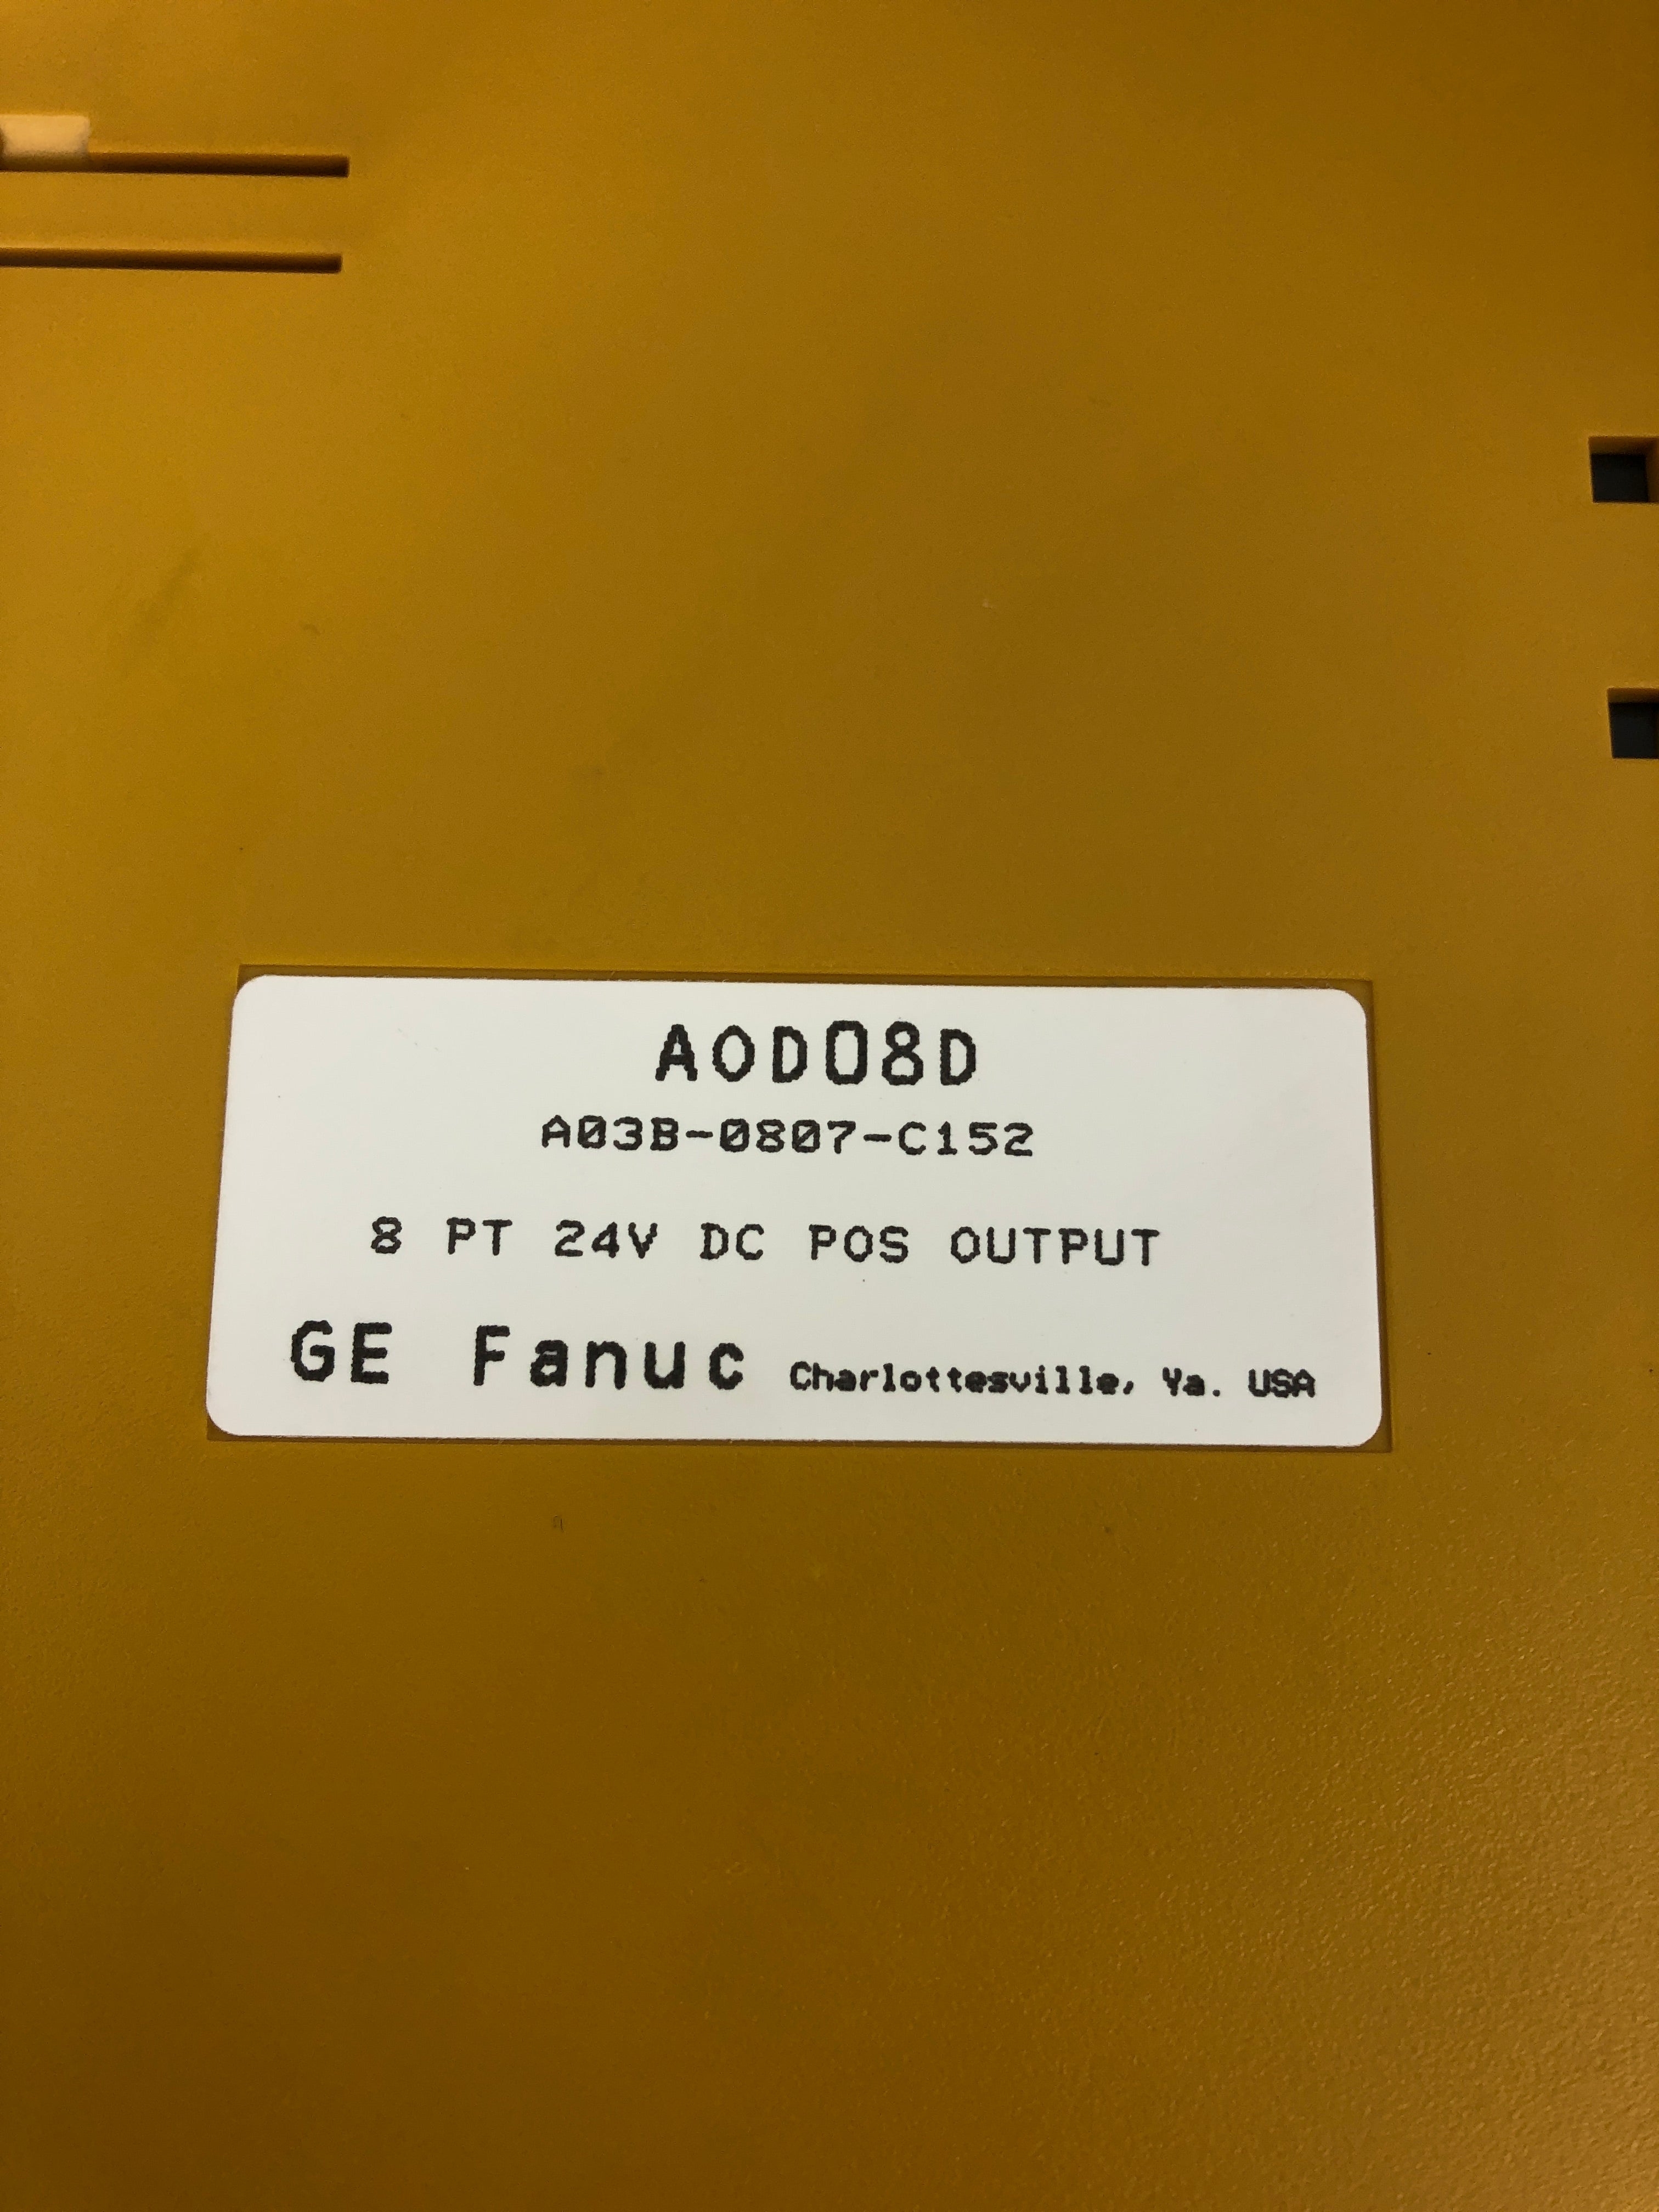 AOD08D
A03B-0807-C152
8 PT 24V DC POS OUTPUT
GE Fanuc Charlottesville, Va. USA